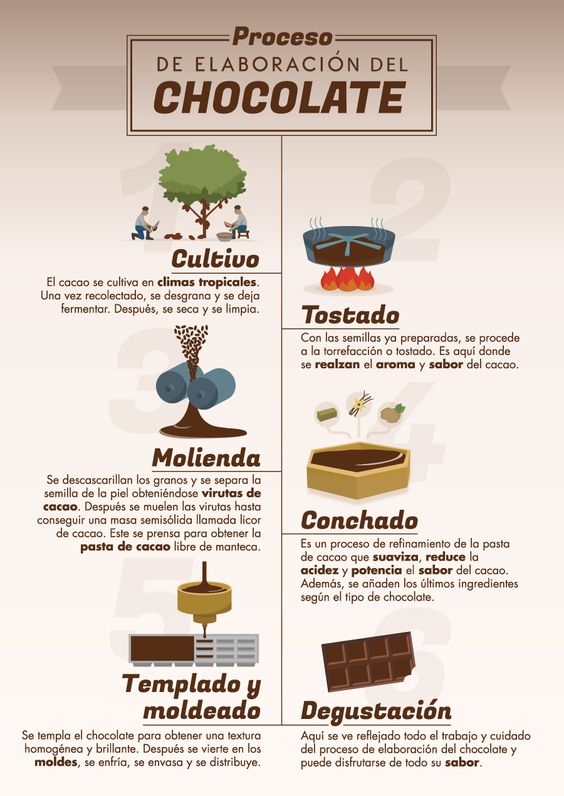 Proceso
DE ELABORACIÓN DEL
CHOCOLATE
1
Cultivo
El cacao se cultiva en climas tropicales.
Una vez recolectado, se desgrana y se deja
fermentar. Después, se seca y se limpia.
2
Tostado
Con las semillas ya preparadas, se procede
a la torrefacción o tostado. Es aquí donde
se realzan el aroma y sabor del cacao.
3
Molienda
Se descascarillan los granos y se separa la
semilla de la piel obteniéndose virutas de
cacao. Después se muelen las virutas hasta
conseguir una masa semisólida llamada licor
de cacao. Este se prensa para obtener la
pasta de cacao libre de manteca.
4
Conchado
Es un proceso de refinamiento de la pasta
de cacao que suaviza, reduce la
acidez y potencia el sabor del cacao.
Además, se añaden los últimos ingredientes
según el tipo de chocolate.
5
Templado y
moldeado
Se templa el chocolate para obtener una textura
homogénea y brillante. Después se vierte en los
moldes, se enfría, se envasa y se distribuye.
6
Degustación
Aquí se ve reflejado todo el trabajo y cuidado
del proceso de elaboración del chocolate y
puede disfrutarse de todo su sabor.